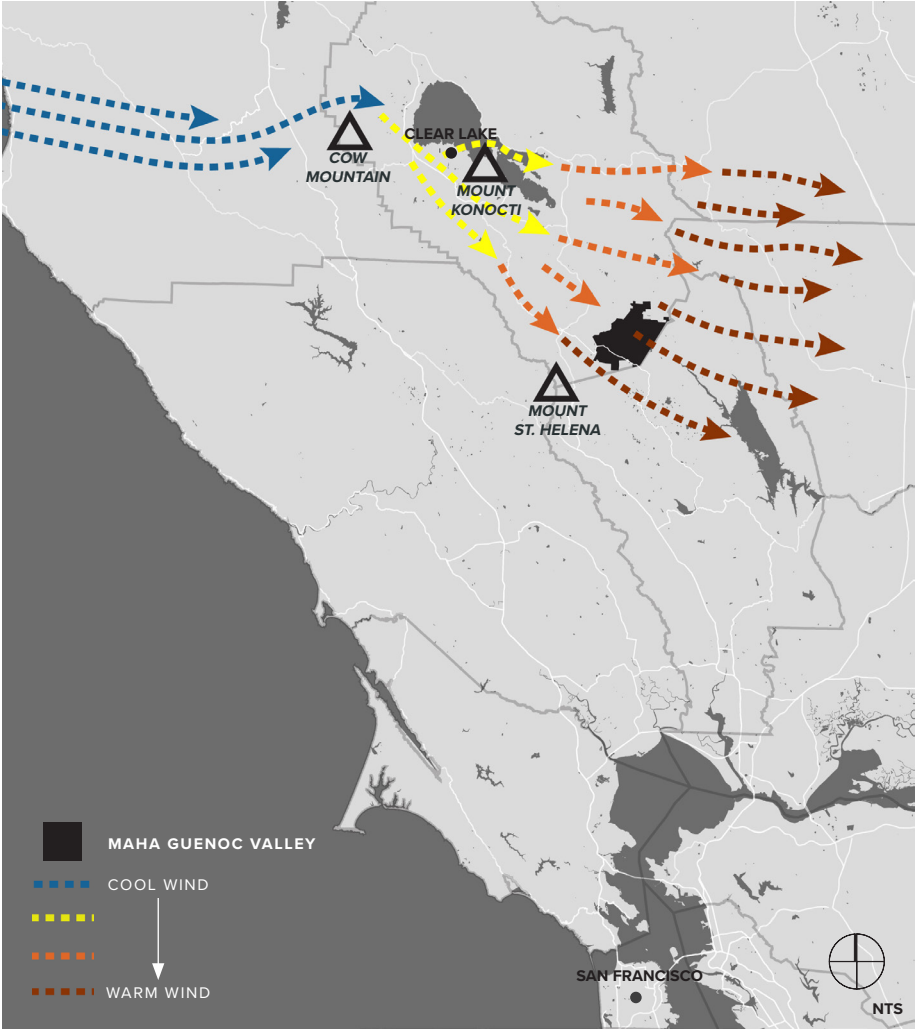 CLEAR LAKE
COW
MOUNTAIN
MOUNT
KONOCTI
MOUNT
ST. HELENA
MAHA GUENOC VALLEY
COOL WIND
WARM WIND
SAN FRANCISCO
NTS